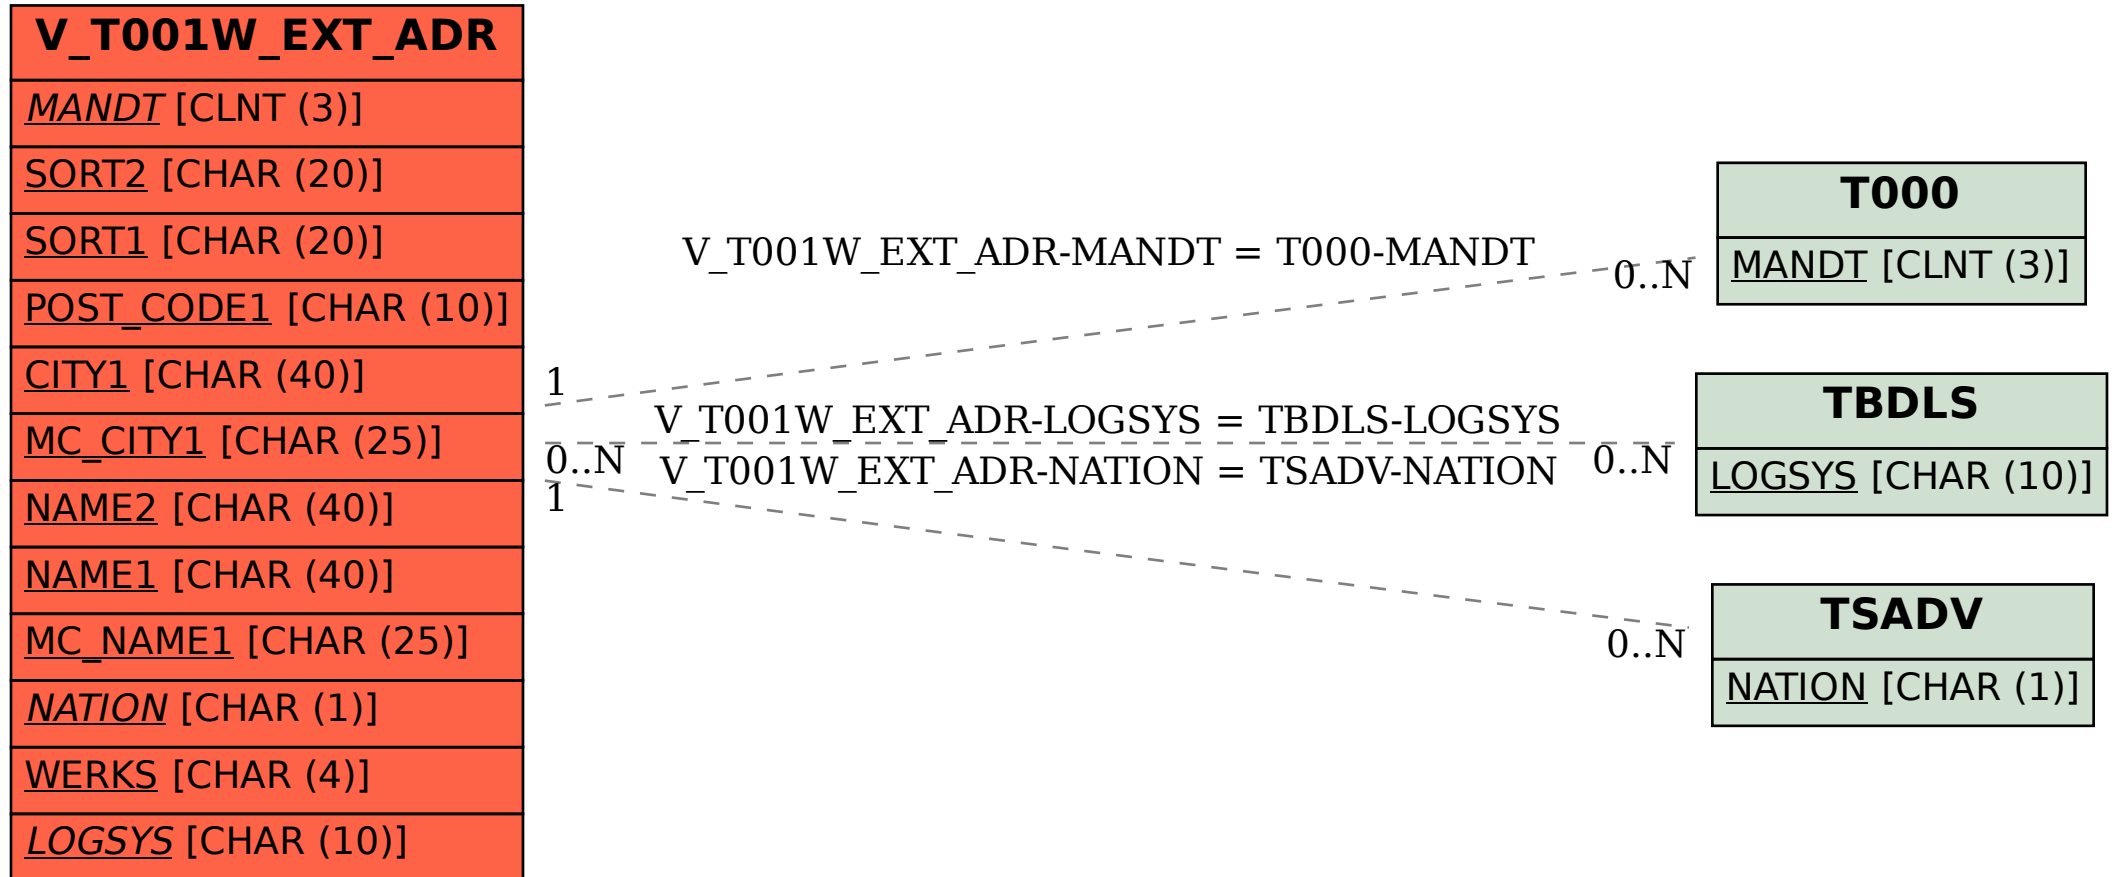 V_T001W_EXT_ADR
MANDT [CLNT (3)]
SORT2 [CHAR (20)]
SORT1 [CHAR (20)]
POST_CODE1 [CHAR (10)]
CITY1 [CHAR (40)]
MC_CITY1 [CHAR (25)]
NAME2 [CHAR (40)]
NAME1 [CHAR (40)]
MC_NAME1 [CHAR (25)]
NATION [CHAR (1)]
WERKS [CHAR (4)]
LOGSYS [CHAR (10)]
V_T001W_EXT_ADR-MANDT = T000-MANDT
0..N
1
V_T001W_EXT_ADR-LOGSYS = TBDLS-LOGSYS
0..N
0..N
V_T001W_EXT_ADR-NATION = TSADV-NATION
1
0..N
T000
MANDT [CLNT (3)]
TBDLS
LOGSYS [CHAR (10)]
TSADV
NATION [CHAR (1)]